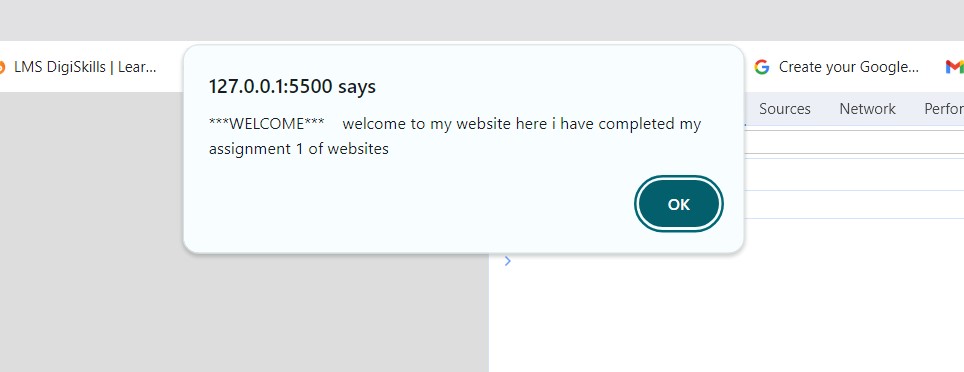 LMS DigiSkills | Lear...
Create your Google...
127.0.0.1:5500 says
***WELCOME*** welcome to my website here i have completed my
assignment 1 of websites
OK
Sources Network Perfor